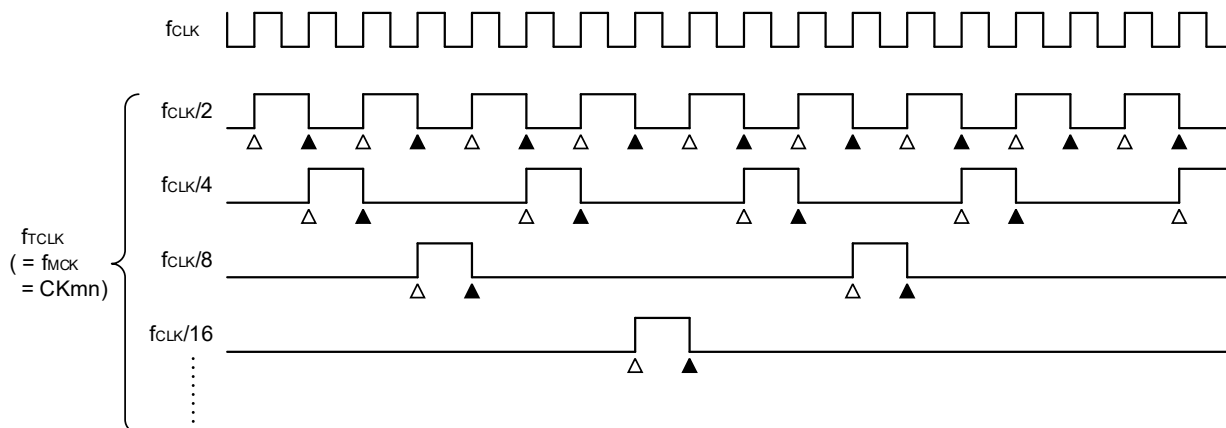 fCLK
fCLK/2
fCLK/4
fTCLK
( = fMCK
= CKmn)
fCLK/8
fCLK/16